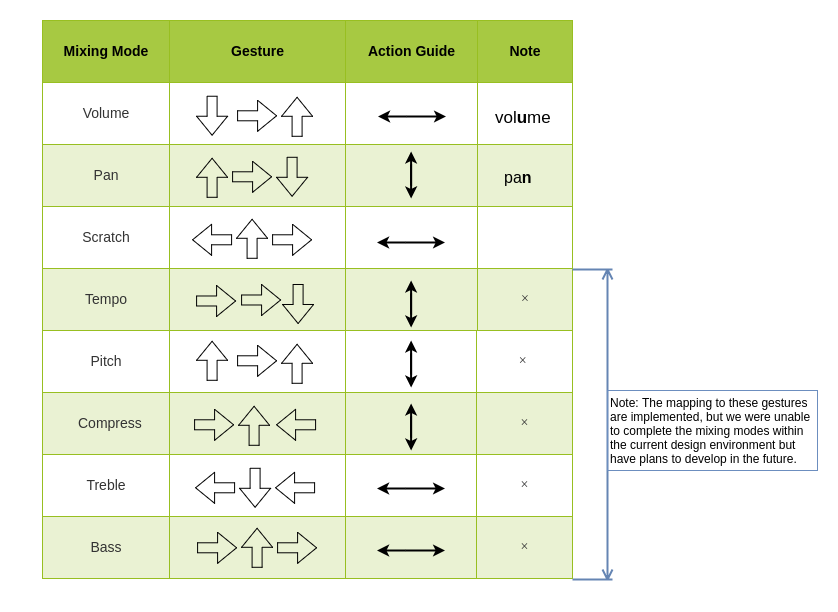 Mixing Mode Gesture Action Guide Note
Volume volume
Pan pan
Scratch
Tempo ×
Pitch ×
Compress ×
Treble ×
Bass ×
Note: The mapping to these gestures
are implemented, but we were unable
to complete the mixing modes within
the current design environment but
have plans to develop in the future.